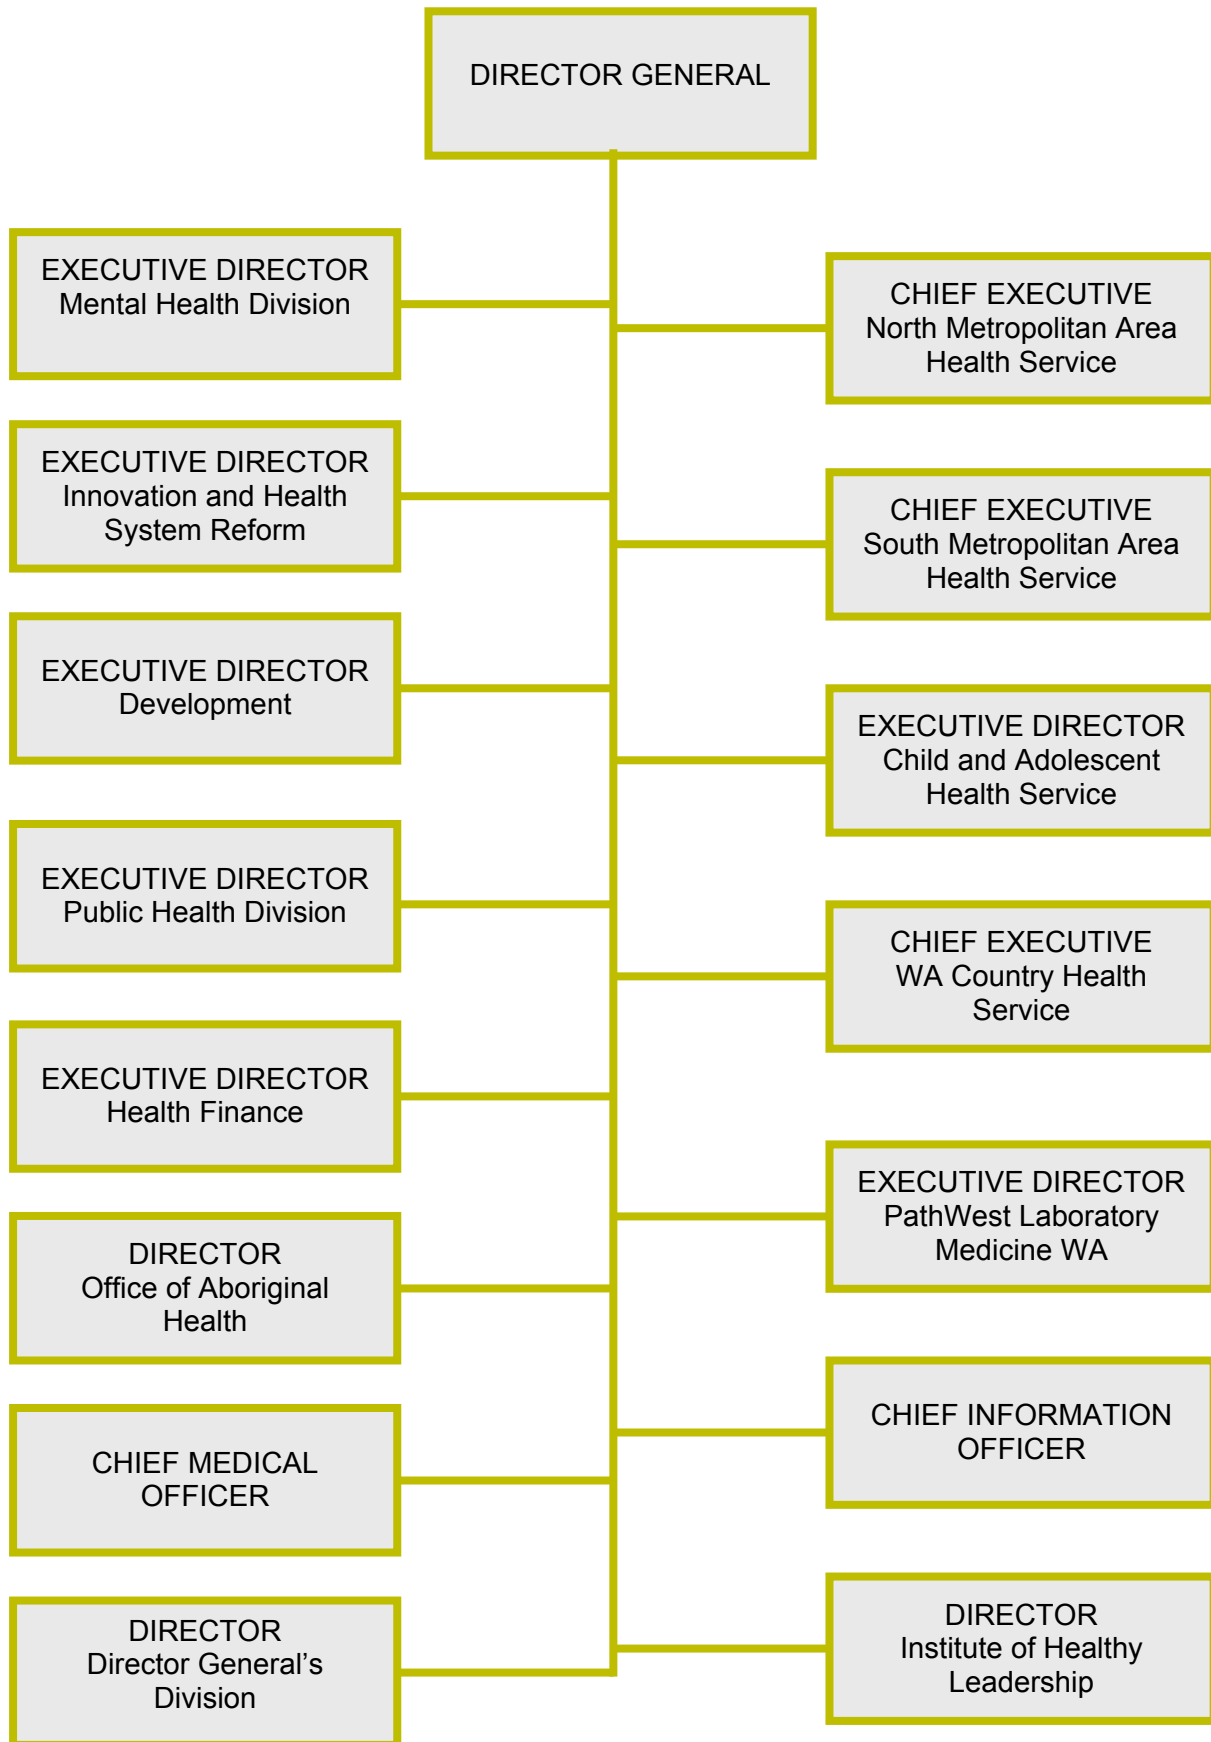 DIRECTOR GENERAL
EXECUTIVE DIRECTOR
Mental Health Division
EXECUTIVE DIRECTOR
Innovation and Health
System Reform
EXECUTIVE DIRECTOR
Development
EXECUTIVE DIRECTOR
Public Health Division
EXECUTIVE DIRECTOR
Health Finance
DIRECTOR
Office of Aboriginal
Health
CHIEF MEDICAL
OFFICER
DIRECTOR
Director General’s
Division
CHIEF EXECUTIVE
North Metropolitan Area
Health Service
CHIEF EXECUTIVE
South Metropolitan Area
Health Service
EXECUTIVE DIRECTOR
Child and Adolescent
Health Service
CHIEF EXECUTIVE
WA Country Health
Service
EXECUTIVE DIRECTOR
PathWest Laboratory
Medicine WA
CHIEF INFORMATION
OFFICER
DIRECTOR
Institute of Healthy
Leadership